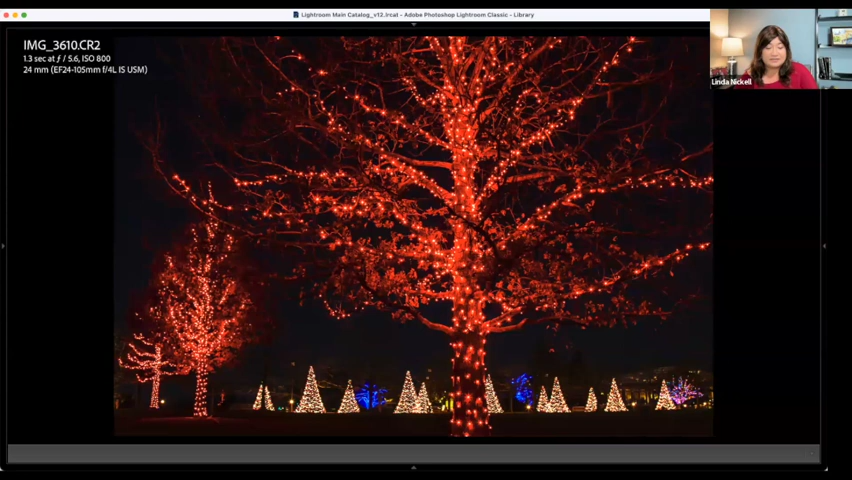 Lightroom Main Catalog_v12.lrcat - Adobe Photoshop Lightroom Classic - Library
IMG_3610.CR2
1.3 sec at ƒ / 5.6, ISO 800
24 mm (EF24-105mm f/4L IS USM)
Linda Nickell